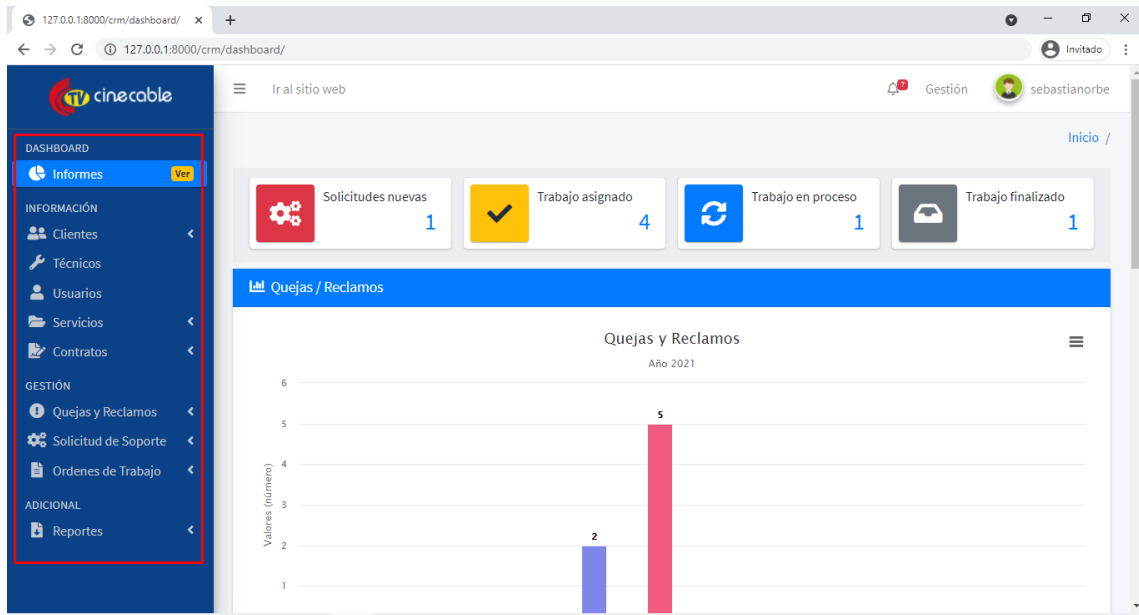 127.0.0.1:8000/crm/dashboard/
127.0.0.1:8000/crm/dashboard/
Invitado
TV cinecable
Ir al sitio web
7
Gestión
sebastianorbe
Inicio /
DASHBOARD
Informes Ver
INFORMACIÓN
Clientes
Técnicos
Usuarios
Servicios
Contratos
GESTIÓN
Quejas y Reclamos
Solicitud de Soporte
Ordenes de Trabajo
ADICIONAL
Reportes
Solicitudes nuevas
1
Trabajo asignado
4
Trabajo en proceso
1
Trabajo finalizado
1
Quejas / Reclamos
Quejas y Reclamos
Año 2021
Valores (número)
6
5
4
3
2
1
2
5